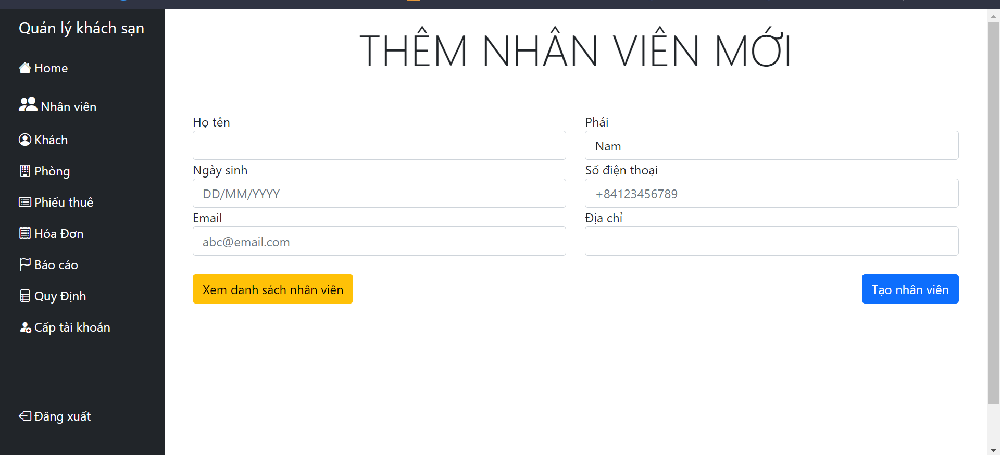 Quản lý khách sạn
Home
Nhân viên
Khách
Phòng
Phiếu thuê
Hóa Đơn
Báo cáo
Quy Định
Cấp tài khoản
Đăng xuất
THÊM NHÂN VIÊN MỚI
Họ tên
Phái
Nam
Ngày sinh
Số điện thoại
DD/MM/YYYY
+84123456789
Email
Địa chỉ
abc@email.com
Xem danh sách nhân viên
Tạo nhân viên